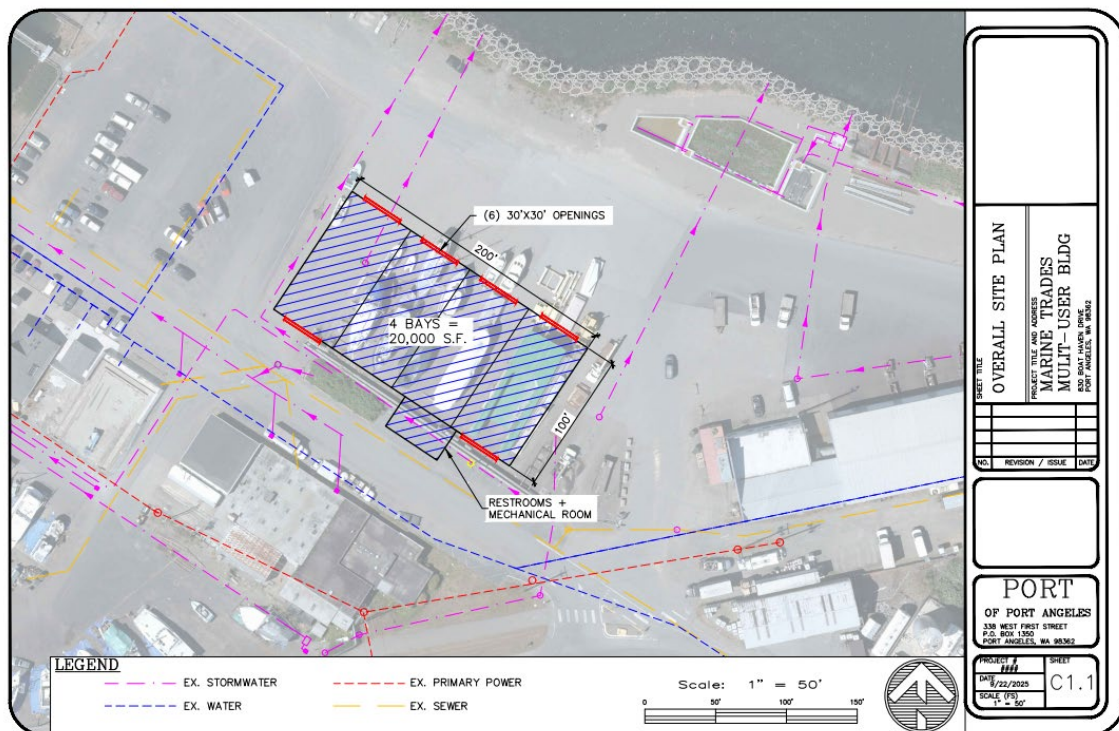 (6) 30'X30' OPENINGS
200'
4 BAYS =
20,000 S.F.
100'
RESTROOMS +
MECHANICAL ROOM
LEGEND
EX. STORMWATER
EX. WATER
EX. PRIMARY POWER
EX. SEWER
Scale: 1" = 50'
0 50' 100' 150'
SHEET TITLE
OVERALL SITE PLAN
PROJECT TITLE AND ADDRESS
MARINE TRADES
MULIT-USER BLDG
830 BOAT HAVEN DRIVE
PORT ANGELES, WA 98362
NO. REVISION / ISSUE DATE
PORT
OF PORT ANGELES
338 WEST FIRST STREET
P.O. BOX 1350
PORT ANGELES, WA 98362
PROJECT #
####
DATE
9/22/2025
SCALE (FS)
1" = 50'
SHEET
C1.1